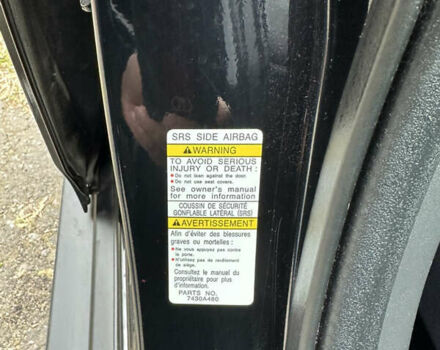 SRS SIDE AIRBAG
WARNING
TO AVOID SERIOUS
INJURY OR DEATH :
● Do not lean against the door.
● Do not use seat covers.
See owner's manual
for more information
COUSSIN DE SÉCURITÉ
GONFLABLE LATÉRAL (SRS)
AVERTISSEMENT
Afin d'éviter des blessures
graves ou mortelles :
● Ne vous appuyez pas contre
la porte.
● N'utilisez pas de revêtement
de siège.
Consultez le manuel du
propriétaire pour plus
d'information.
PARTS NO.
7430A480